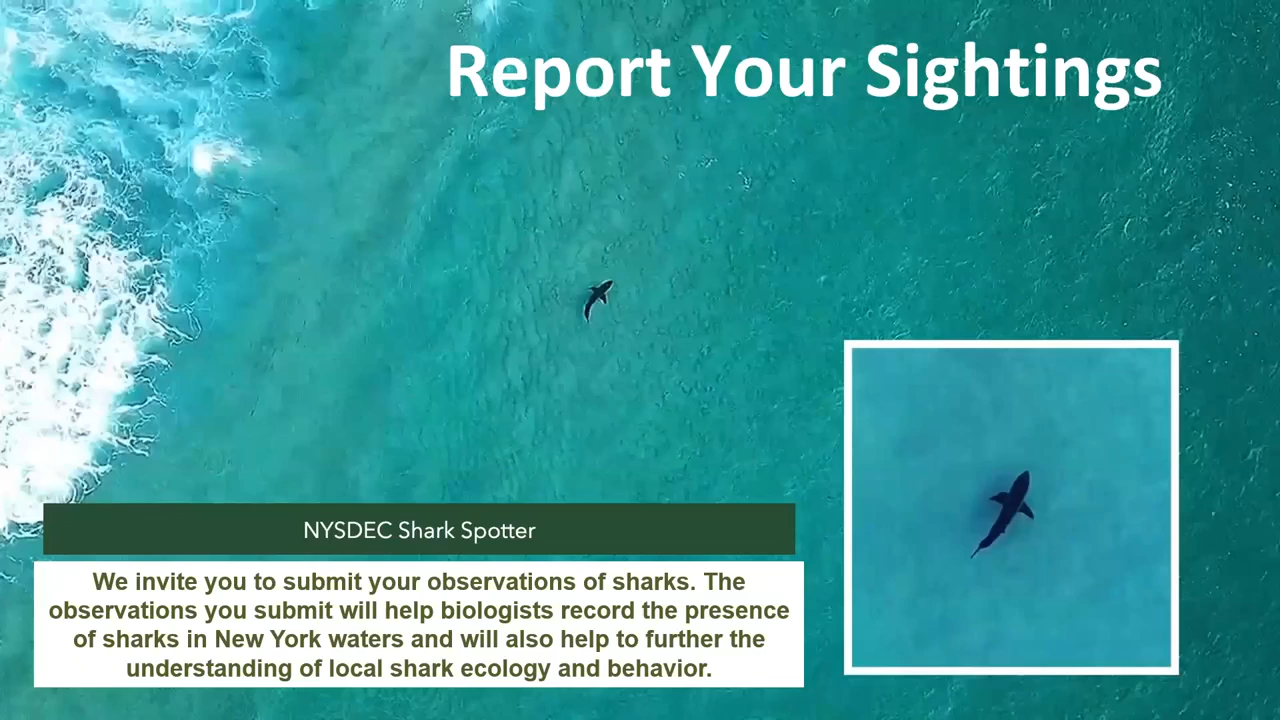 Report Your Sightings
NYSDEC Shark Spotter
We invite you to submit your observations of sharks. The
observations you submit will help biologists record the presence
of sharks in New York waters and will also help to further the
understanding of local shark ecology and behavior.